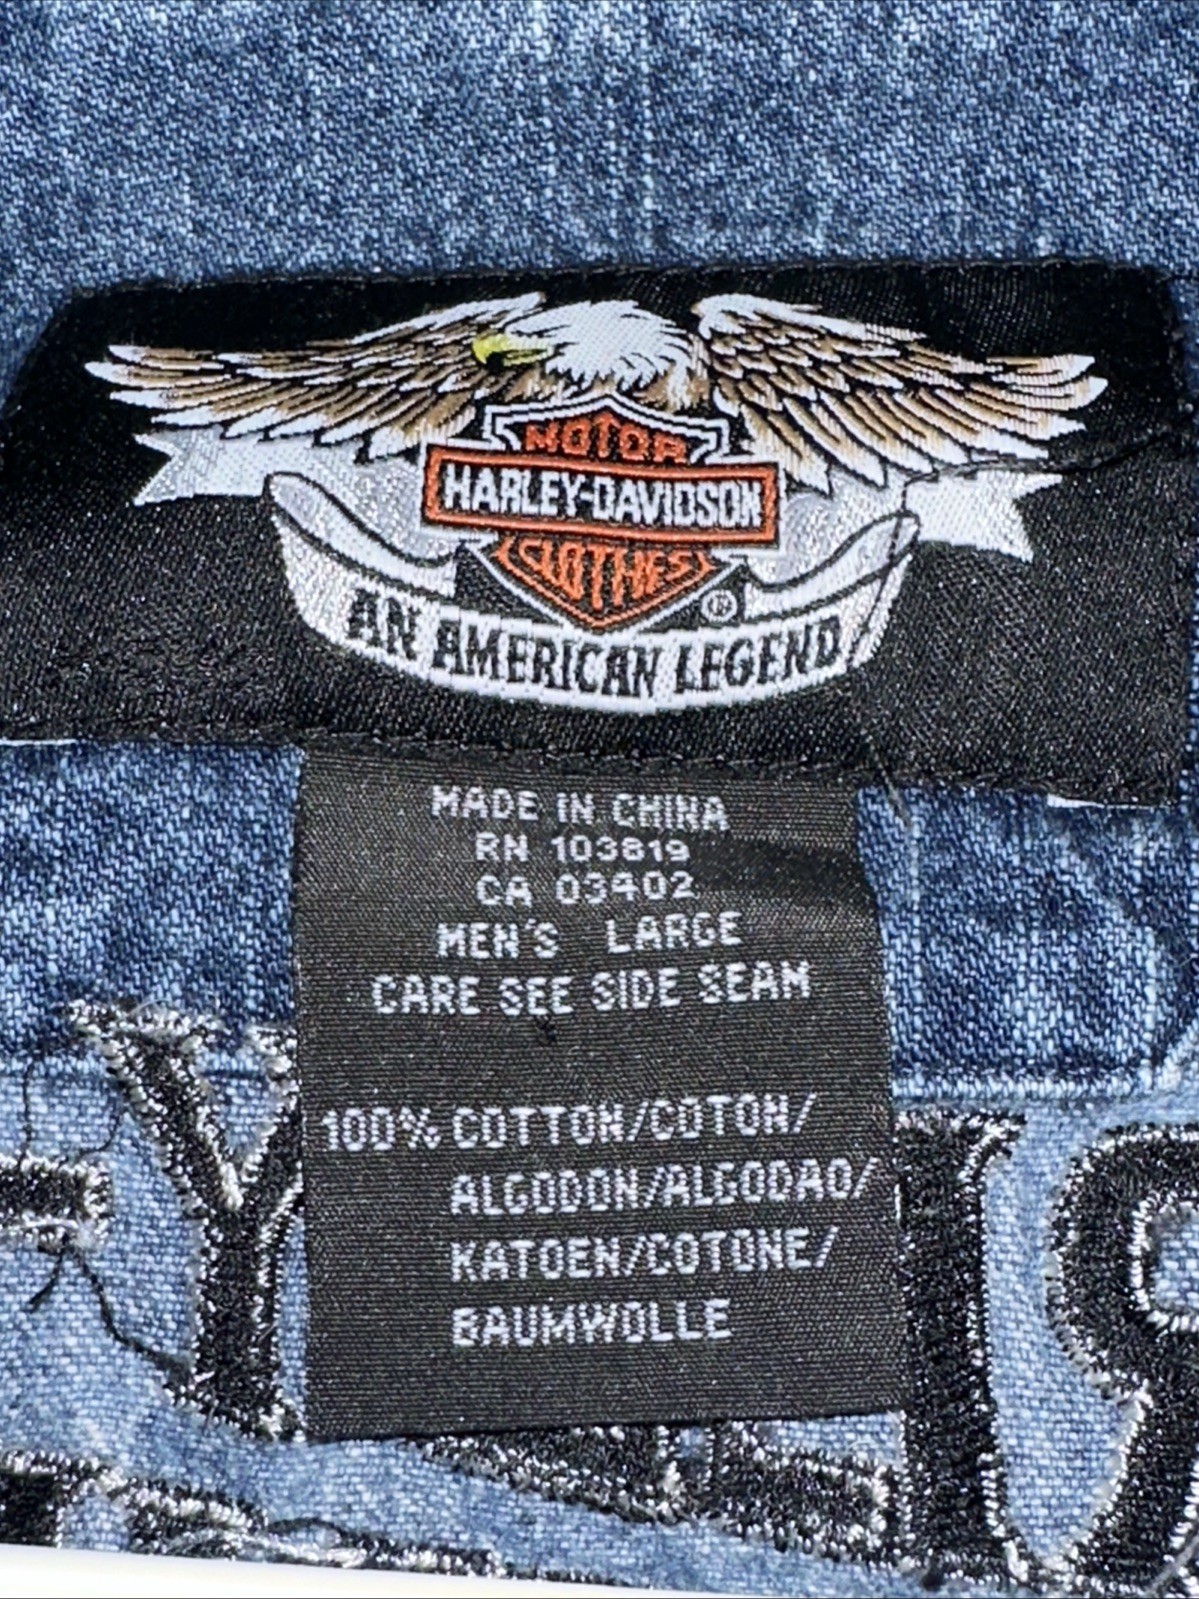 MOTOR
HARLEY-DAVIDSON
CLOTHES
®
AN AMERICAN LEGEND
MADE IN CHINA
RN 103819
CA 03402
MEN'S LARGE
CARE SEE SIDE SEAM
100% COTTON/COTON/
ALGODON/ALGODAO/
KATOEN/COTONE/
BAUMWOLLE